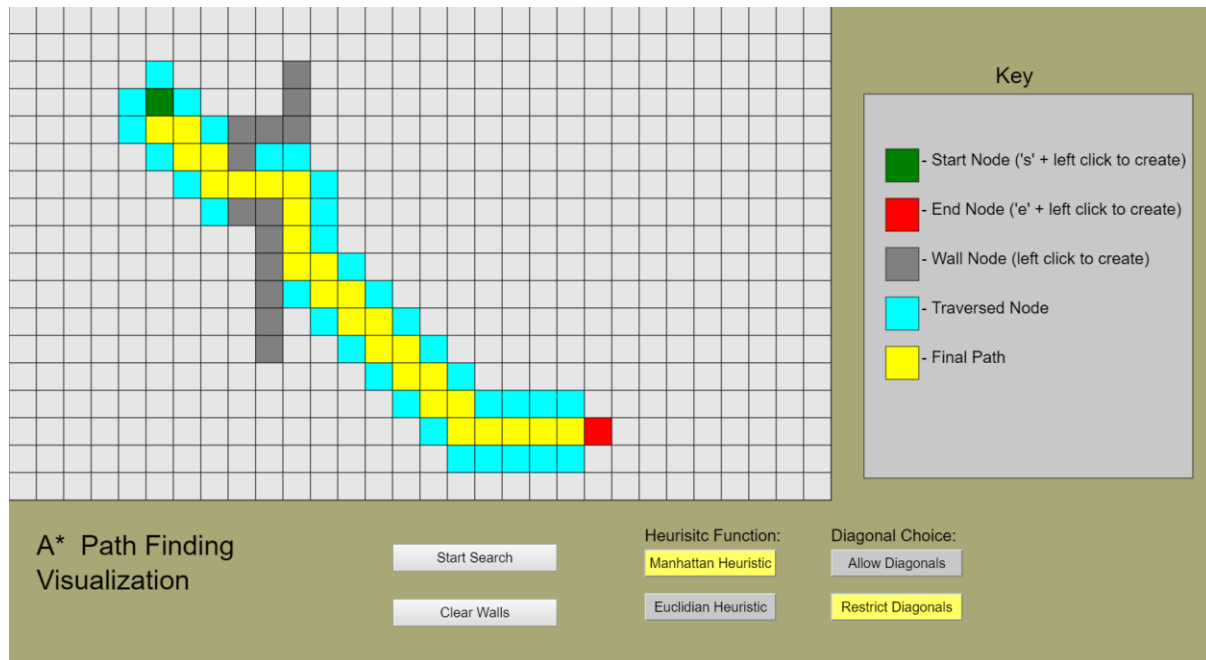 Key
- Start Node ('s' + left click to create)
- End Node ('e' + left click to create)
- Wall Node (left click to create)
- Traversed Node
- Final Path
A* Path Finding
Visualization
Start Search
Clear Walls
Heurisitc Function:
Manhattan Heuristic
Euclidian Heuristic
Diagonal Choice:
Allow Diagonals
Restrict Diagonals